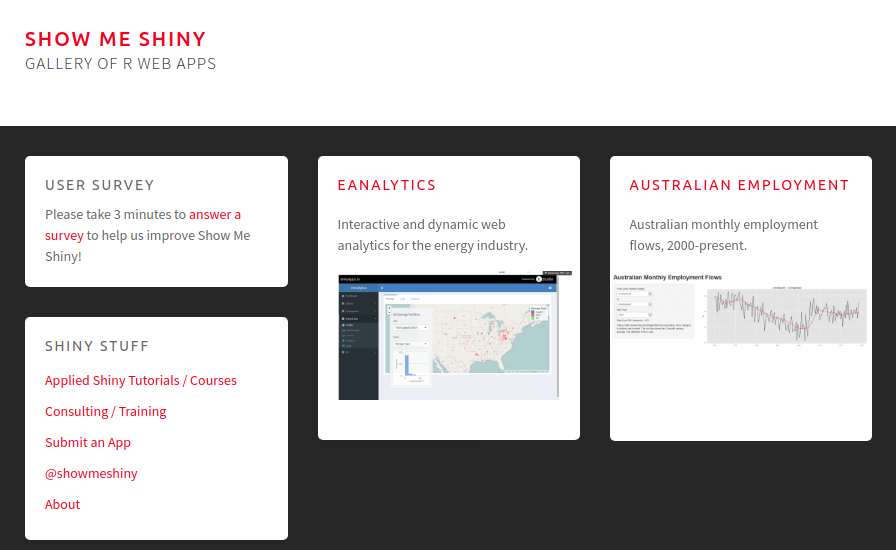 SHOW ME SHINY
GALLERY OF R WEB APPS
USER SURVEY
Please take 3 minutes to answer a
survey to help us improve Show Me
Shiny!
SHINY STUFF
Applied Shiny Tutorials / Courses
Consulting / Training
Submit an App
@showmeshiny
About
EANALYTICS
Interactive and dynamic web
analytics for the energy industry.
AUSTRALIAN EMPLOYMENT
Australian monthly employment
flows, 2000-present.
Australian Monthly Employment Flows